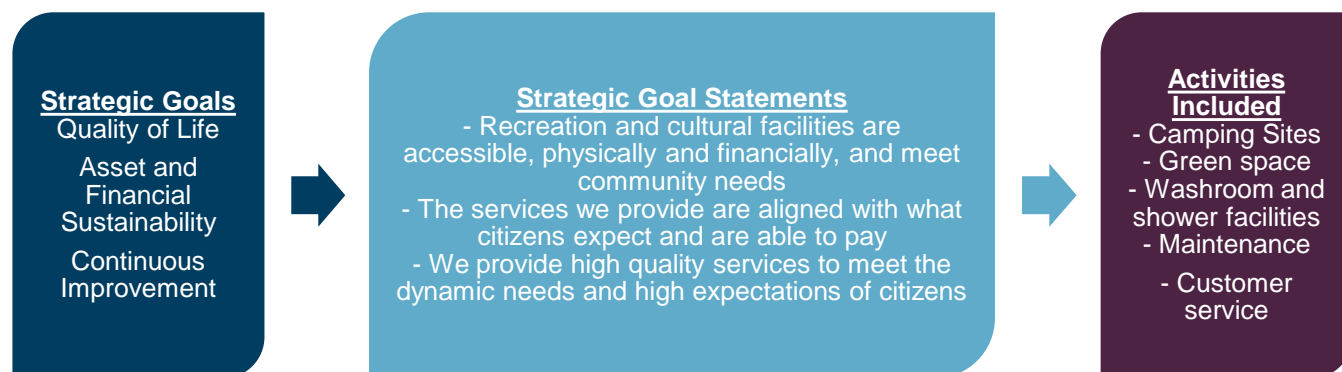 Strategic Goals
Quality of Life
Asset and
Financial
Sustainability
Continuous
Improvement
Strategic Goal Statements
- Recreation and cultural facilities are
accessible, physically and financially, and meet
community needs
- The services we provide are aligned with what
citizens expect and are able to pay
- We provide high quality services to meet the
dynamic needs and high expectations of citizens
Activities
Included
- Camping Sites
- Green space
- Washroom and
shower facilities
- Maintenance
- Customer
service